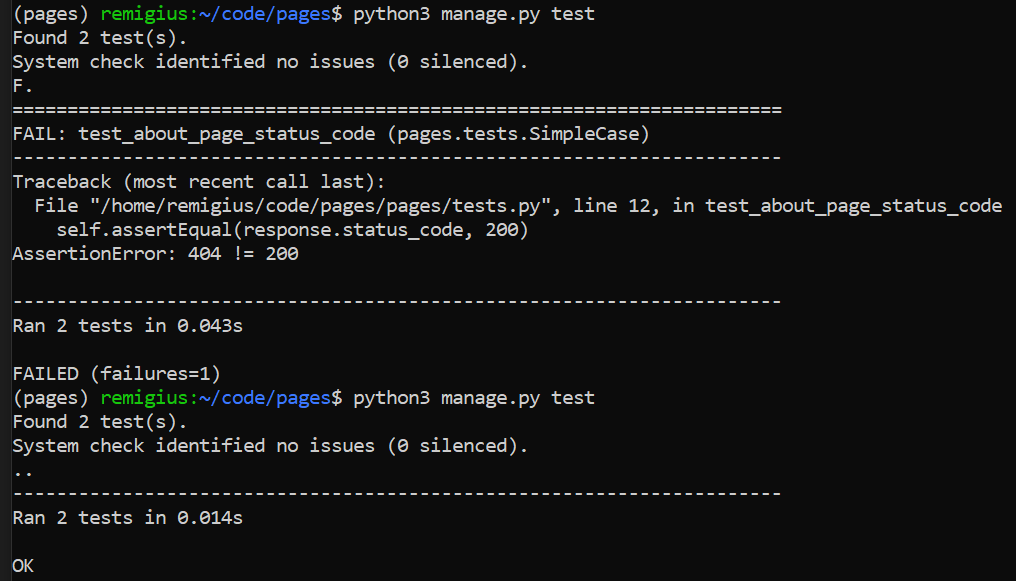 (pages) remigius:~/code/pages$ python3 manage.py test
Found 2 test(s).
System check identified no issues (0 silenced).
F.
======================================================================
FAIL: test_about_page_status_code (pages.tests.SimpleCase)
----------------------------------------------------------------------
Traceback (most recent call last):
  File "/home/remigius/code/pages/pages/tests.py", line 12, in test_about_page_status_code
    self.assertEqual(response.status_code, 200)
AssertionError: 404 != 200

----------------------------------------------------------------------
Ran 2 tests in 0.043s

FAILED (failures=1)
(pages) remigius:~/code/pages$ python3 manage.py test
Found 2 test(s).
System check identified no issues (0 silenced).
..
----------------------------------------------------------------------
Ran 2 tests in 0.014s

OK